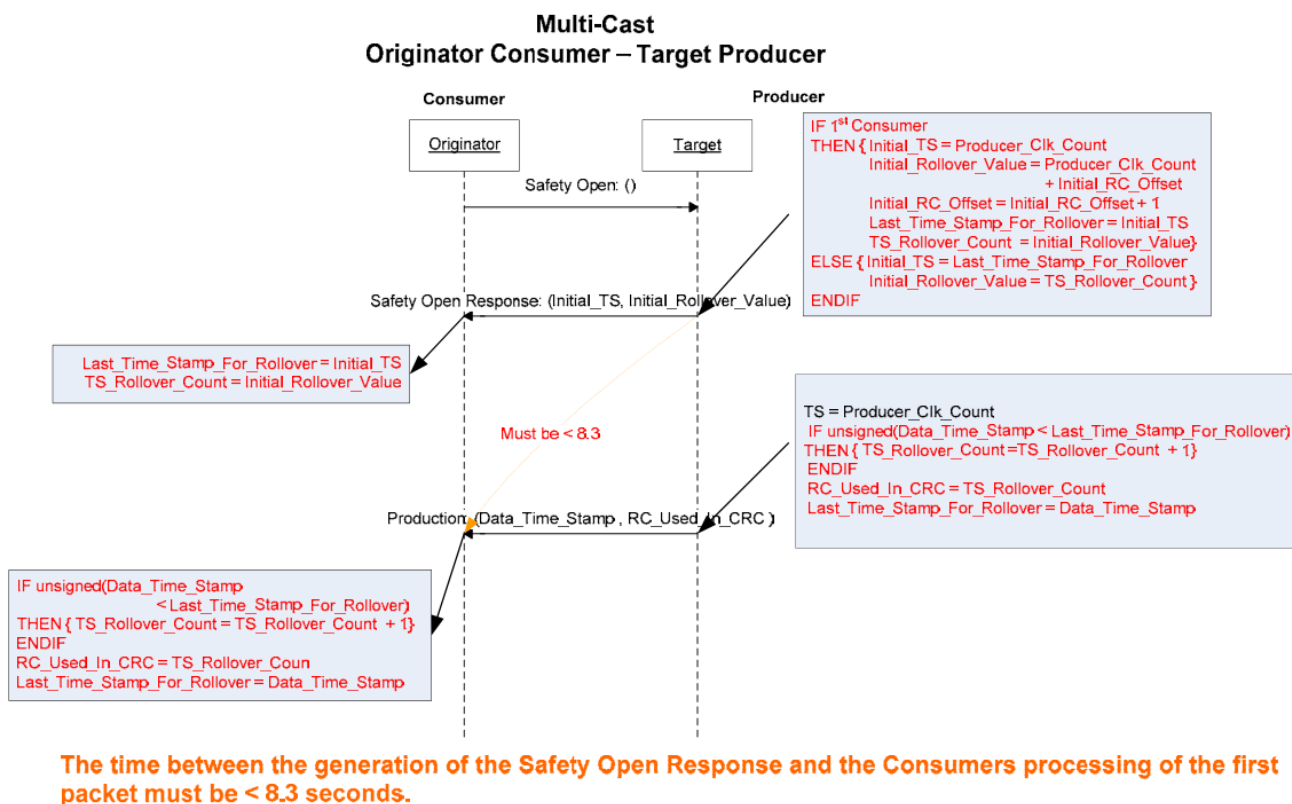 Multi-Cast
Originator Consumer – Target Producer
Consumer
Producer
Originator
Target
IF 1st Consumer
THEN { Initial_TS = Producer_Clk_Count
Initial_Rollover_Value = Producer_Clk_Count
+ Initial_RC_Offset
Initial_RC_Offset = Initial_RC_Offset + 1
Last_Time_Stamp_For_Rollover = Initial_TS
TS_Rollover_Count = Initial_Rollover_Value}
ELSE { Initial_TS = Last_Time_Stamp_For_Rollover
Initial_Rollover_Value = TS_Rollover_Count }
ENDIF
Safety Open: ()
Safety Open Response: (Initial_TS, Initial_Rollover_Value)
Last_Time_Stamp_For_Rollover = Initial_TS
TS_Rollover_Count = Initial_Rollover_Value
Must be < 8.3
TS = Producer_Clk_Count
IF unsigned(Data_Time_Stamp < Last_Time_Stamp_For_Rollover)
THEN { TS_Rollover_Count =TS_Rollover_Count + 1}
ENDIF
RC_Used_In_CRC = TS_Rollover_Count
Last_Time_Stamp_For_Rollover = Data_Time_Stamp
Production: (Data_Time_Stamp , RC_Used_In_CRC )
IF unsigned(Data_Time_Stamp
< Last_Time_Stamp_For_Rollover)
THEN { TS_Rollover_Count = TS_Rollover_Count + 1}
ENDIF
RC_Used_In_CRC = TS_Rollover_Coun
Last_Time_Stamp_For_Rollover = Data_Time_Stamp
The time between the generation of the Safety Open Response and the Consumers processing of the first
packet must be < 8.3 seconds.